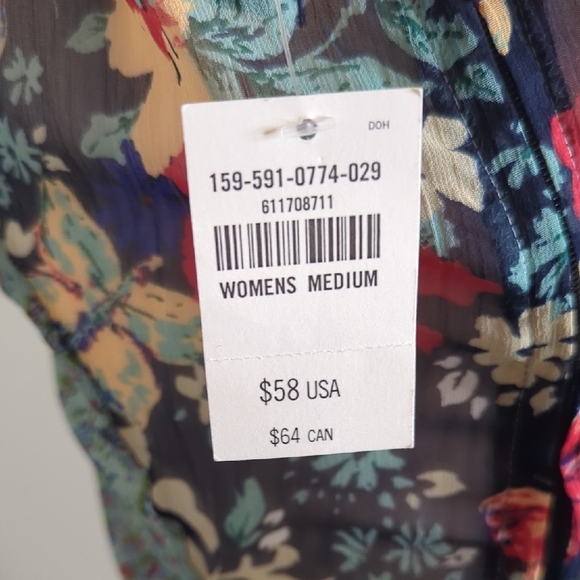 DOH
159-591-0774-029
611708711
WOMENS MEDIUM
$58 USA
$64 CAN